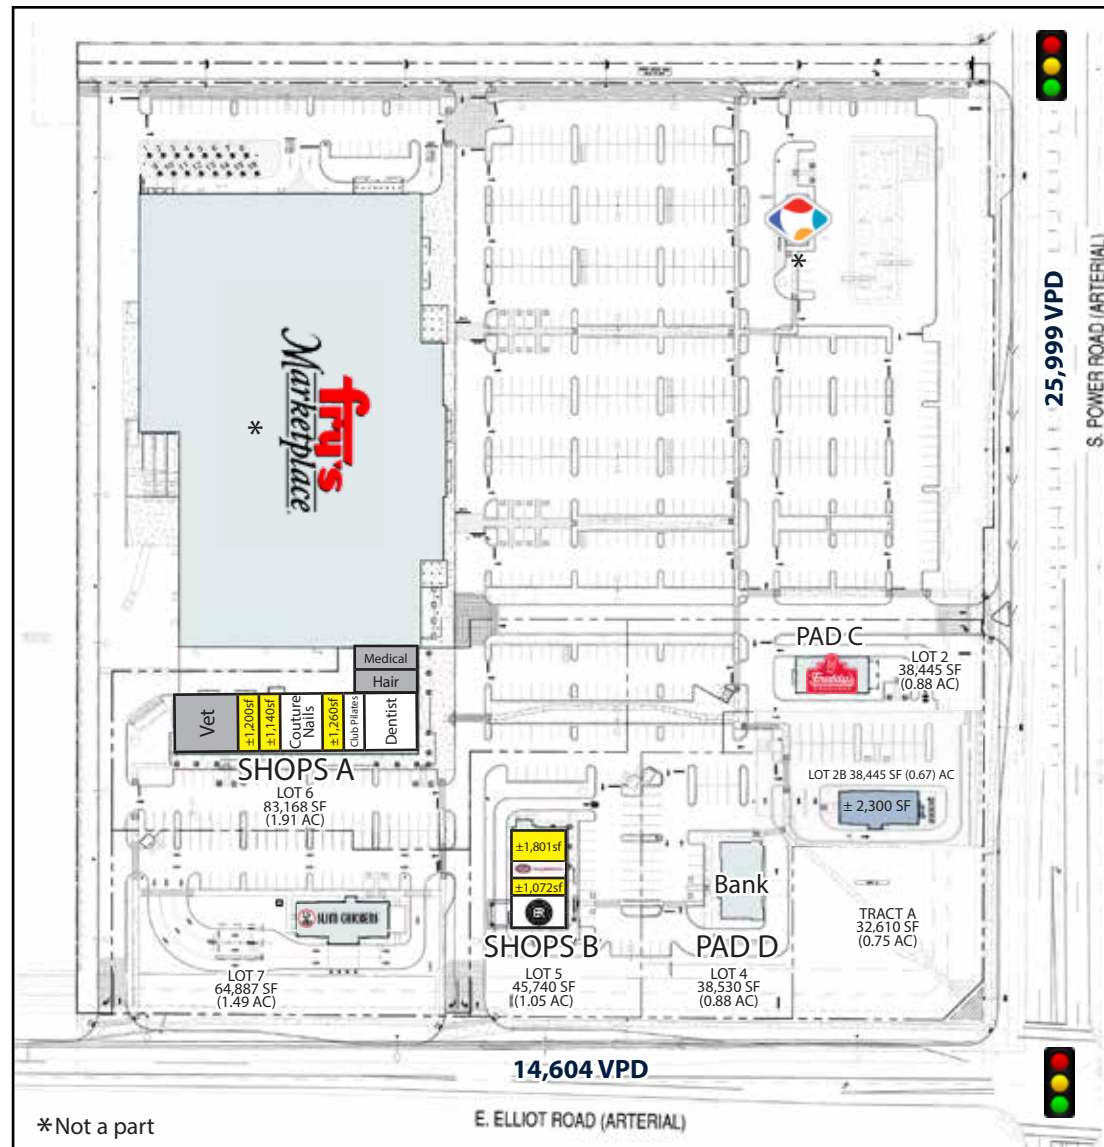 25,999 VPD
S. POWER ROAD (ARTERIAL)
*
fry's
Marketplace
*
PAD C
Freddy's
LOT 2
38,445 SF
(0.88 AC)
Medical
Hair
Vet
±1,200sf
±1,140sf
Couture
Nails
±1,260sf
Club Pilates
Dentist
SHOPS A
LOT 6
83,168 SF
(1.91 AC)
LOT 2B 38,445 SF (0.67) AC
± 2,300 SF
±1,801sf
±1,072sf
BR
Bank
SLIM CHICKENS
SHOPS B
PAD D
TRACT A
32,610 SF
(0.75 AC)
LOT 7
64,887 SF
(1.49 AC)
LOT 5
45,740 SF
(1.05 AC)
LOT 4
38,530 SF
(0.88 AC)
14,604 VPD
E. ELLIOT ROAD (ARTERIAL)
*Not a part